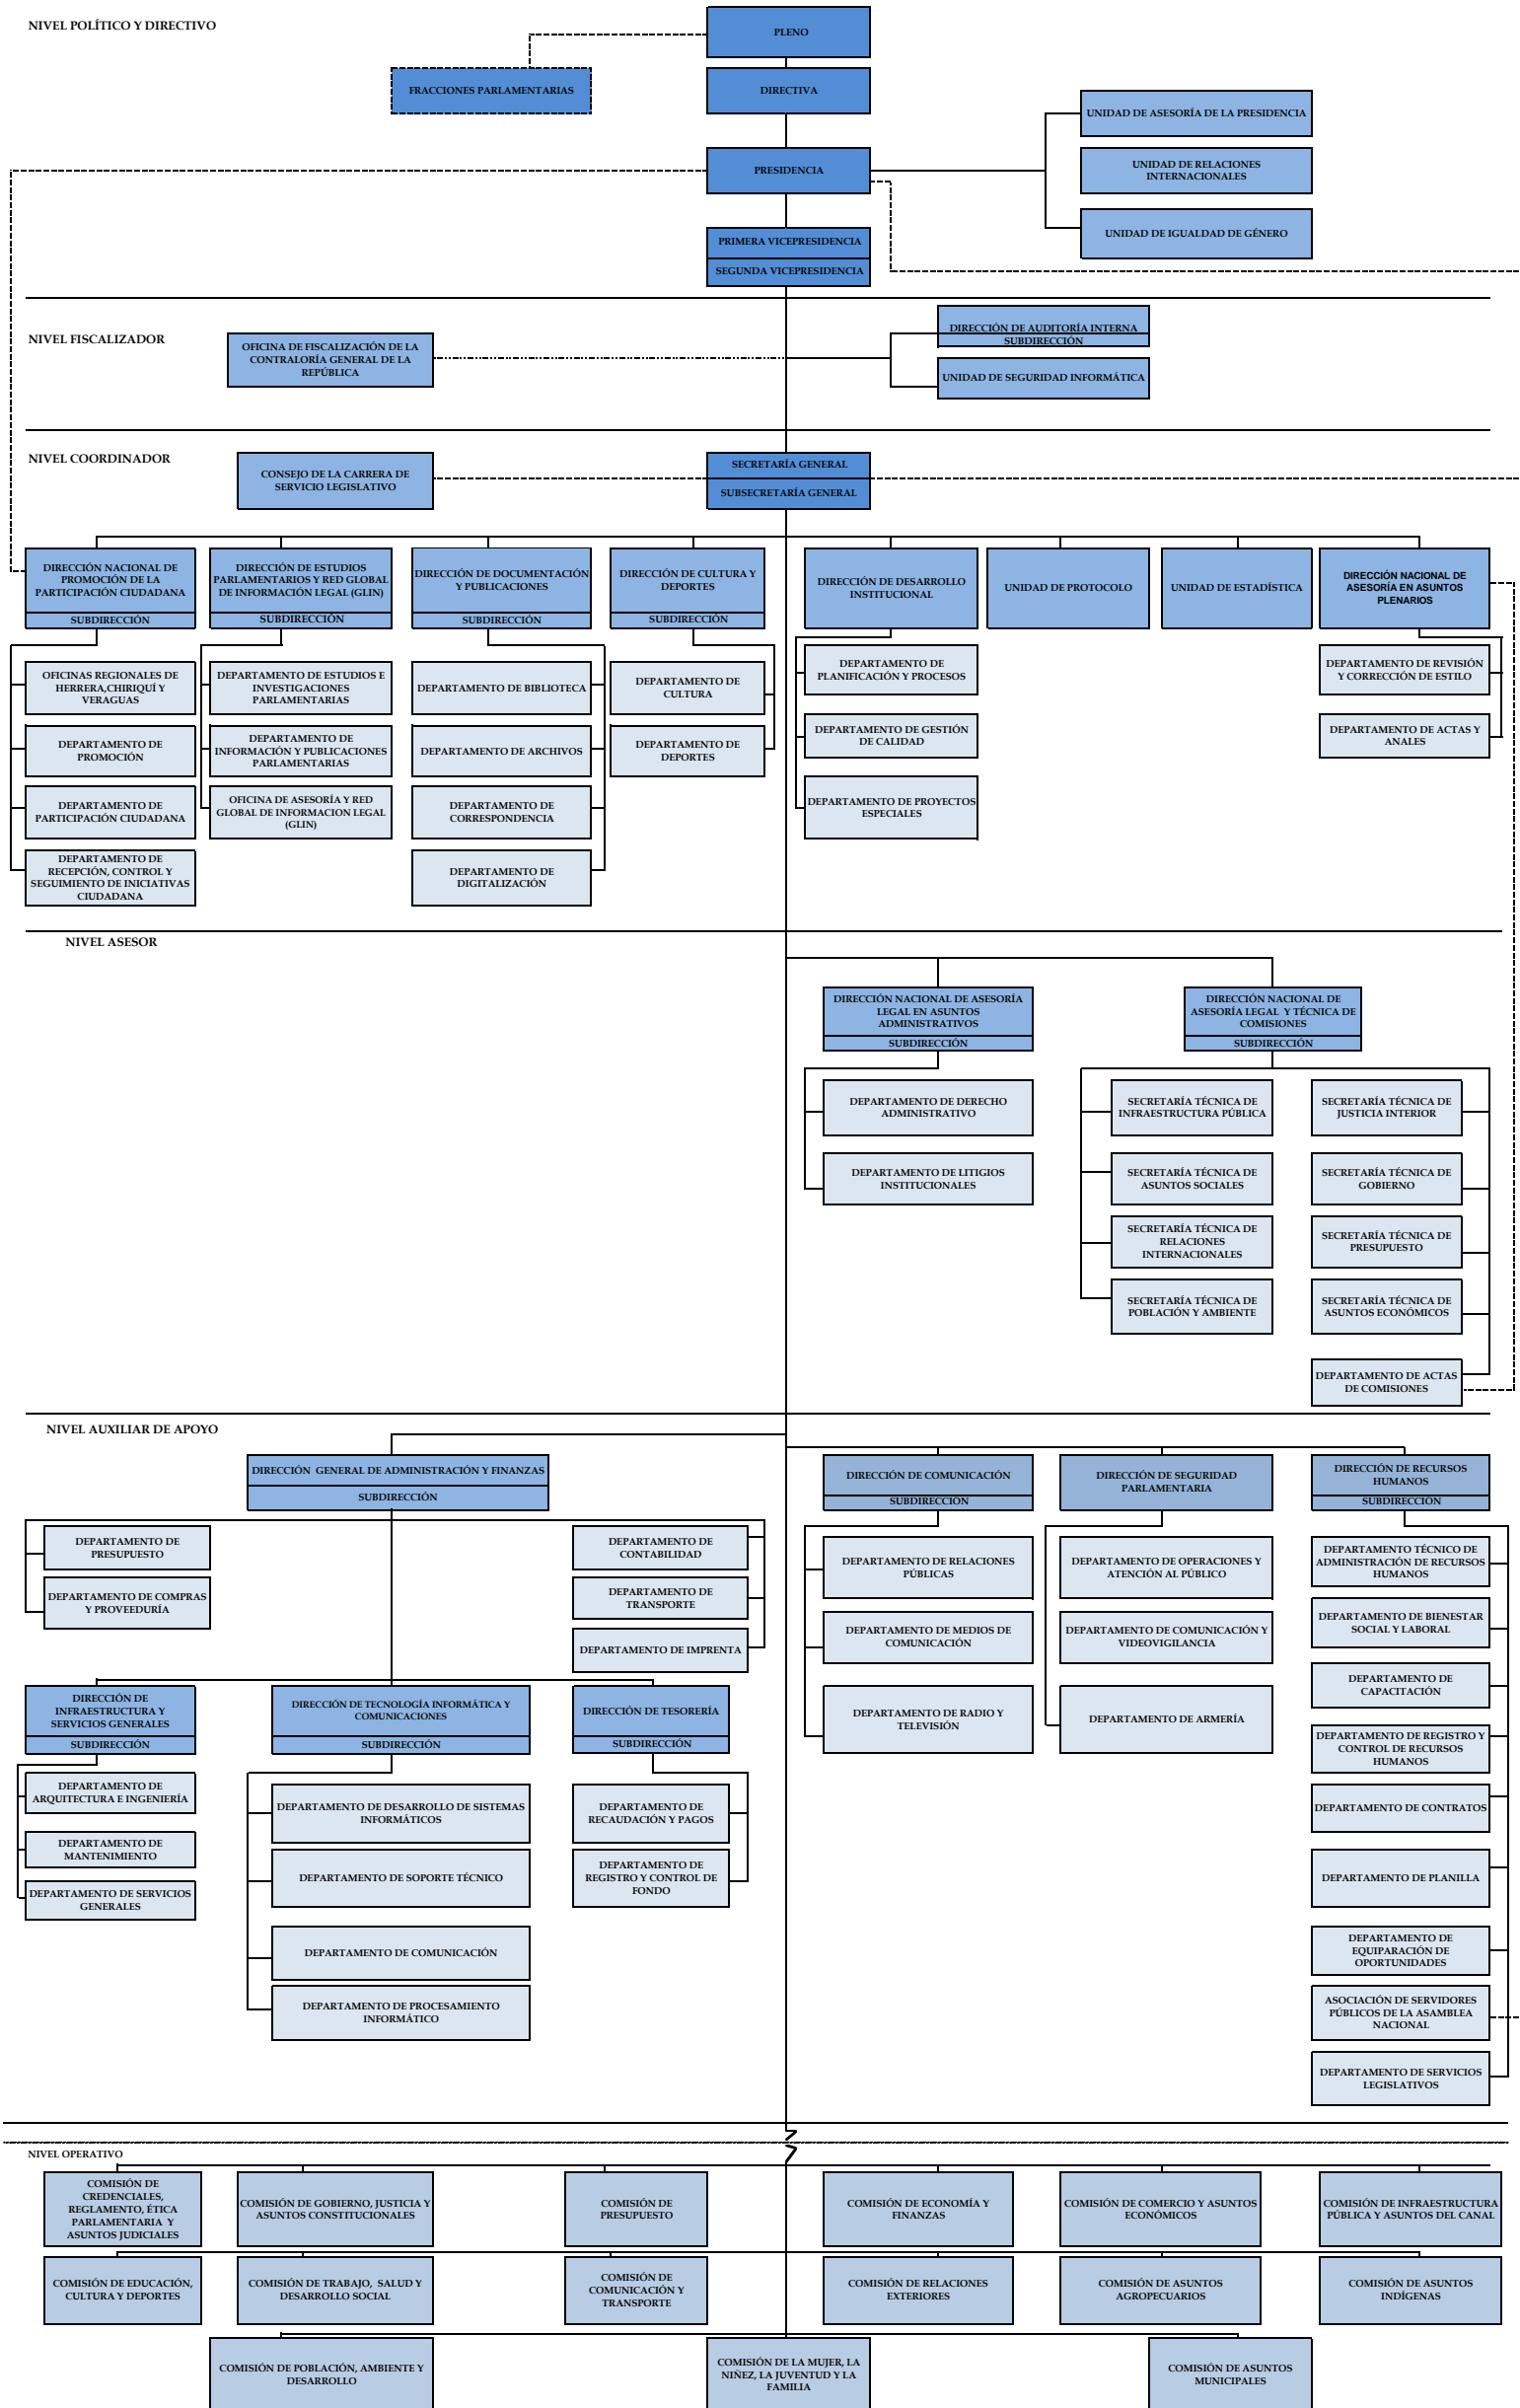 NIVEL POLÍTICO Y DIRECTIVO
PLENO
FRACCIONES PARLAMENTARIAS
DIRECTIVA
UNIDAD DE ASESORÍA DE LA PRESIDENCIA
PRESIDENCIA
UNIDAD DE RELACIONES
INTERNACIONALES
PRIMERA VICEPRESIDENCIA
UNIDAD DE IGUALDAD DE GÉNERO
SEGUNDA VICEPRESIDENCIA
NIVEL FISCALIZADOR
OFICINA DE FISCALIZACIÓN DE LA
CONTRALORÍA GENERAL DE LA
REPÚBLICA
DIRECCIÓN DE AUDITORÍA INTERNA
SUBDIRECCIÓN
UNIDAD DE SEGURIDAD INFORMÁTICA
NIVEL COORDINADOR
CONSEJO DE LA CARRERA DE
SERVICIO LEGISLATIVO
SECRETARÍA GENERAL
SUBSECRETARÍA GENERAL
DIRECCIÓN NACIONAL DE
PROMOCIÓN DE LA
PARTICIPACIÓN CIUDADANA
SUBDIRECCIÓN
DIRECCIÓN DE ESTUDIOS
PARLAMENTARIOS Y RED GLOBAL
DE INFORMACIÓN LEGAL (GLIN)
SUBDIRECCIÓN
DIRECCIÓN DE DOCUMENTACIÓN
Y PUBLICACIONES
SUBDIRECCIÓN
DIRECCIÓN DE CULTURA Y
DEPORTES
SUBDIRECCIÓN
DIRECCIÓN DE DESARROLLO
INSTITUCIONAL
UNIDAD DE PROTOCOLO
UNIDAD DE ESTADÍSTICA
DIRECCIÓN NACIONAL DE
ASESORÍA EN ASUNTOS
PLENARIOS
OFICINAS REGIONALES DE
HERRERA,CHIRIQUÍ Y
VERAGUAS
DEPARTAMENTO DE
PROMOCIÓN
DEPARTAMENTO DE
PARTICIPACIÓN CIUDADANA
DEPARTAMENTO DE
RECEPCIÓN, CONTROL Y
SEGUIMIENTO DE INICIATIVAS
CIUDADANA
DEPARTAMENTO DE ESTUDIOS E
INVESTIGACIONES
PARLAMENTARIAS
DEPARTAMENTO DE
INFORMACIÓN Y PUBLICACIONES
PARLAMENTARIAS
OFICINA DE ASESORÍA Y RED
GLOBAL DE INFORMACION LEGAL
(GLIN)
DEPARTAMENTO DE BIBLIOTECA
DEPARTAMENTO DE ARCHIVOS
DEPARTAMENTO DE
CORRESPONDENCIA
DEPARTAMENTO DE
DIGITALIZACIÓN
DEPARTAMENTO DE
CULTURA
DEPARTAMENTO DE
DEPORTES
DEPARTAMENTO DE
PLANIFICACIÓN Y PROCESOS
DEPARTAMENTO DE GESTIÓN
DE CALIDAD
DEPARTAMENTO DE PROYECTOS
ESPECIALES
DEPARTAMENTO DE REVISIÓN
Y CORRECCIÓN DE ESTILO
DEPARTAMENTO DE ACTAS Y
ANALES
NIVEL ASESOR
DIRECCIÓN NACIONAL DE ASESORÍA
LEGAL EN ASUNTOS
ADMINISTRATIVOS
SUBDIRECCIÓN
DIRECCIÓN NACIONAL DE
ASESORÍA LEGAL Y TÉCNICA DE
COMISIONES
SUBDIRECCIÓN
DEPARTAMENTO DE DERECHO
ADMINISTRATIVO
DEPARTAMENTO DE LITIGIOS
INSTITUCIONALES
SECRETARÍA TÉCNICA DE
INFRAESTRUCTURA PÚBLICA
SECRETARÍA TÉCNICA DE
ASUNTOS SOCIALES
SECRETARÍA TÉCNICA DE
RELACIONES
INTERNACIONALES
SECRETARÍA TÉCNICA DE
POBLACIÓN Y AMBIENTE
SECRETARÍA TÉCNICA DE
JUSTICIA INTERIOR
SECRETARÍA TÉCNICA DE
GOBIERNO
SECRETARÍA TÉCNICA DE
PRESUPUESTO
SECRETARÍA TÉCNICA DE
ASUNTOS ECONÓMICOS
DEPARTAMENTO DE ACTAS
DE COMISIONES
NIVEL AUXILIAR DE APOYO
DIRECCIÓN GENERAL DE ADMINISTRACIÓN Y FINANZAS
SUBDIRECCIÓN
DIRECCIÓN DE COMUNICACIÓN
SUBDIRECCIÓN
DIRECCIÓN DE SEGURIDAD
PARLAMENTARIA
DIRECCIÓN DE RECURSOS
HUMANOS
SUBDIRECCIÓN
DEPARTAMENTO DE
PRESUPUESTO
DEPARTAMENTO DE COMPRAS
Y PROVEEDURÍA
DEPARTAMENTO DE
CONTABILIDAD
DEPARTAMENTO DE
TRANSPORTE
DEPARTAMENTO DE IMPRENTA
DEPARTAMENTO DE RELACIONES
PÚBLICAS
DEPARTAMENTO DE MEDIOS DE
COMUNICACIÓN
DEPARTAMENTO DE RADIO Y
TELEVISIÓN
DEPARTAMENTO DE OPERACIONES Y
ATENCIÓN AL PÚBLICO
DEPARTAMENTO DE COMUNICACIÓN Y
VIDEOVIGILANCIA
DEPARTAMENTO DE ARMERÍA
DEPARTAMENTO TÉCNICO DE
ADMINISTRACIÓN DE RECURSOS
HUMANOS
DEPARTAMENTO DE BIENESTAR
SOCIAL Y LABORAL
DEPARTAMENTO DE
CAPACITACIÓN
DEPARTAMENTO DE REGISTRO Y
CONTROL DE RECURSOS
HUMANOS
DEPARTAMENTO DE CONTRATOS
DEPARTAMENTO DE PLANILLA
DEPARTAMENTO DE
EQUIPARACIÓN DE
OPORTUNIDADES
ASOCIACIÓN DE SERVIDORES
PÚBLICOS DE LA ASAMBLEA
NACIONAL
DEPARTAMENTO DE SERVICIOS
LEGISLATIVOS
DIRECCIÓN DE
INFRAESTRUCTURA Y
SERVICIOS GENERALES
SUBDIRECCIÓN
DIRECCIÓN DE TECNOLOGÍA INFORMÁTICA Y
COMUNICACIONES
SUBDIRECCIÓN
DIRECCIÓN DE TESORERÍA
SUBDIRECCIÓN
DEPARTAMENTO DE
ARQUITECTURA E INGENIERÍA
DEPARTAMENTO DE
MANTENIMIENTO
DEPARTAMENTO DE SERVICIOS
GENERALES
DEPARTAMENTO DE DESARROLLO DE SISTEMAS
INFORMÁTICOS
DEPARTAMENTO DE SOPORTE TÉCNICO
DEPARTAMENTO DE COMUNICACIÓN
DEPARTAMENTO DE PROCESAMIENTO
INFORMÁTICO
DEPARTAMENTO DE
RECAUDACIÓN Y PAGOS
DEPARTAMENTO DE
REGISTRO Y CONTROL DE
FONDO
NIVEL OPERATIVO
COMISIÓN DE
CREDENCIALES,
REGLAMENTO, ÉTICA
PARLAMENTARIA Y
ASUNTOS JUDICIALES
COMISIÓN DE GOBIERNO, JUSTICIA Y
ASUNTOS CONSTITUCIONALES
COMISIÓN DE
PRESUPUESTO
COMISIÓN DE ECONOMÍA Y
FINANZAS
COMISIÓN DE COMERCIO Y ASUNTOS
ECONÓMICOS
COMISIÓN DE INFRAESTRUCTURA
PÚBLICA Y ASUNTOS DEL CANAL
COMISIÓN DE EDUCACIÓN,
CULTURA Y DEPORTES
COMISIÓN DE TRABAJO, SALUD Y
DESARROLLO SOCIAL
COMISIÓN DE
COMUNICACIÓN Y
TRANSPORTE
COMISIÓN DE RELACIONES
EXTERIORES
COMISIÓN DE ASUNTOS
AGROPECUARIOS
COMISIÓN DE ASUNTOS
INDÍGENAS
COMISIÓN DE POBLACIÓN, AMBIENTE Y
DESARROLLO
COMISIÓN DE LA MUJER, LA
NIÑEZ, LA JUVENTUD Y LA
FAMILIA
COMISIÓN DE ASUNTOS
MUNICIPALES